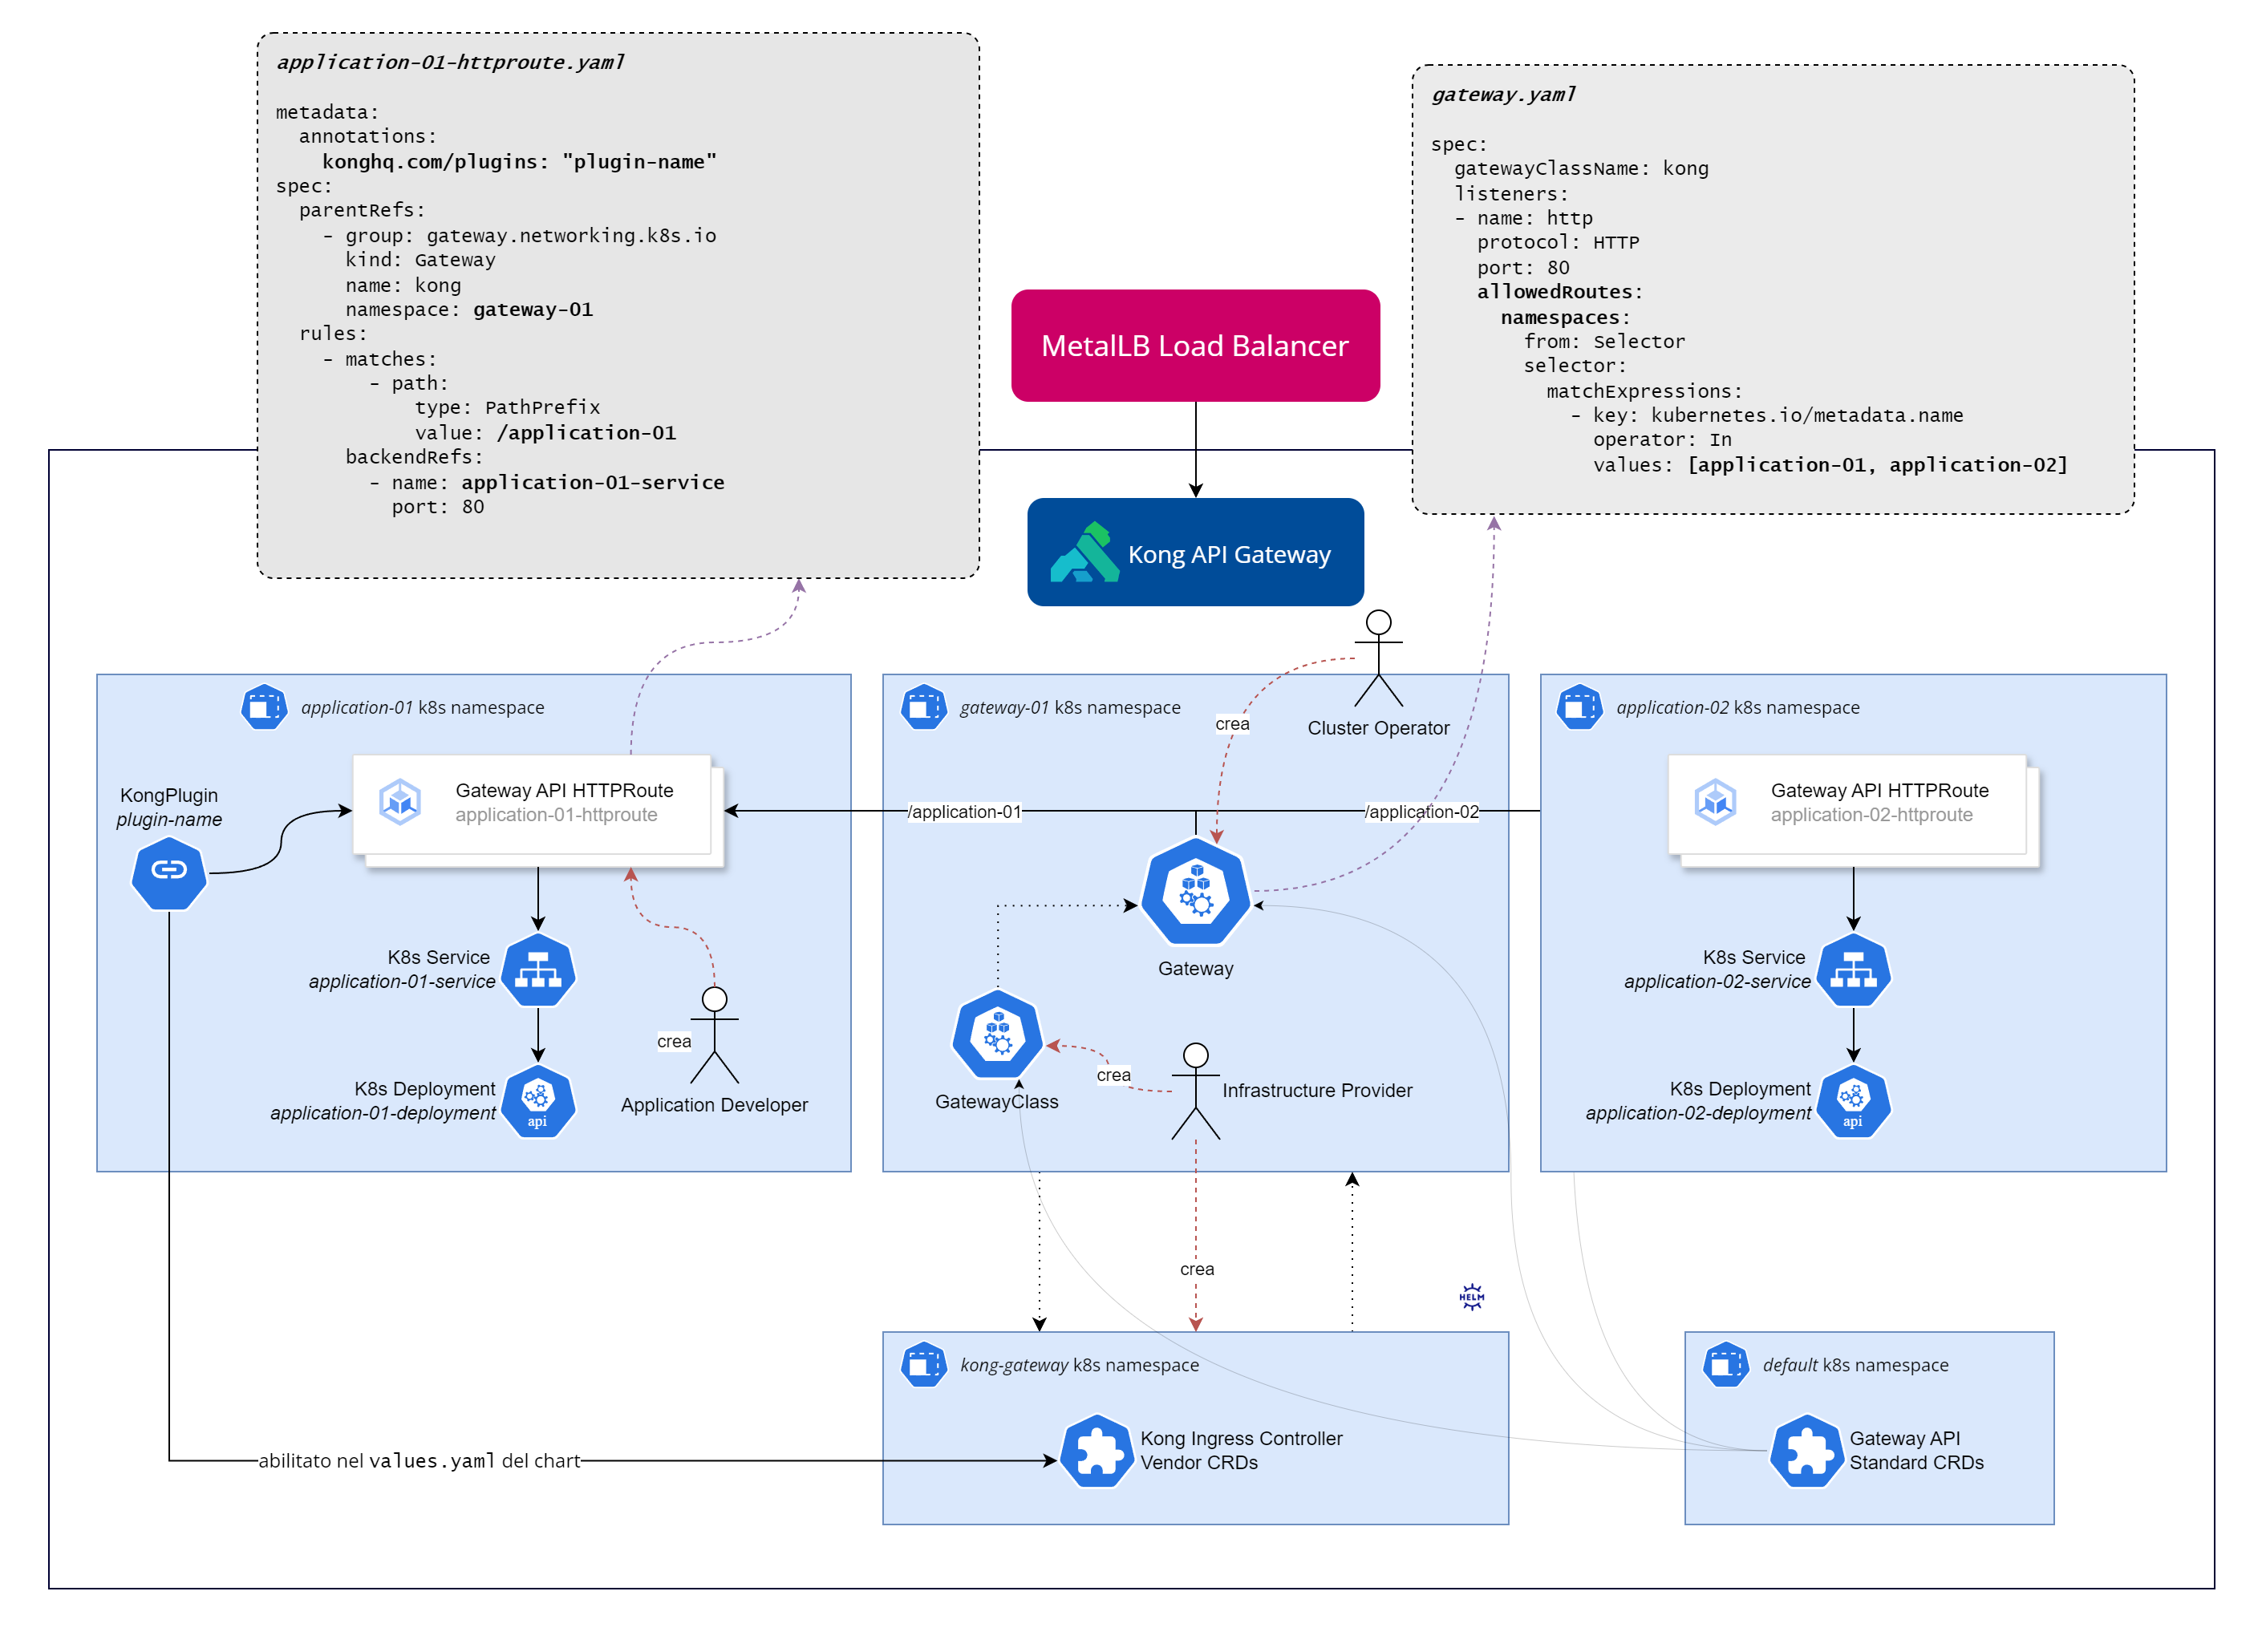 application-01-httproute.yaml
metadata:
annotations:
konghq.com/plugins: "plugin-name"
spec:
parentRefs:
- group: gateway.networking.k8s.io
kind: Gateway
name: kong
namespace: gateway-01
rules:
- matches:
- path:
type: PathPrefix
value: /application-01
backendRefs:
- name: application-01-service
port: 80
gateway.yaml
spec:
gatewayClassName: kong
listeners:
- name: http
protocol: HTTP
port: 80
allowedRoutes:
namespaces:
from: Selector
selector:
matchExpressions:
- key: kubernetes.io/metadata.name
operator: In
values: [application-01, application-02]
MetalLB Load Balancer
Kong API Gateway
application-01 k8s namespace
KongPlugin
plugin-name
Gateway API HTTPRoute
application-01-httproute
K8s Service
application-01-service
K8s Deployment
application-01-deployment
api
crea
Application Developer
gateway-01 k8s namespace
crea
Cluster Operator
/application-01
/application-02
Gateway
GatewayClass
crea
Infrastructure Provider
crea
application-02 k8s namespace
Gateway API HTTPRoute
application-02-httproute
K8s Service
application-02-service
K8s Deployment
application-02-deployment
api
HELM
kong-gateway k8s namespace
Kong Ingress Controller
Vendor CRDs
abilitato nel values.yaml del chart
default k8s namespace
Gateway API
Standard CRDs